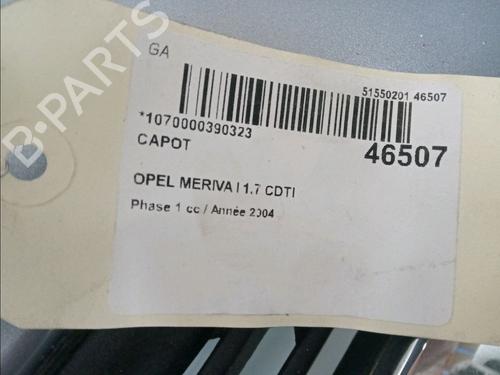 B-PARTS
GA
51550201 46507
*1070000390323
46507
CAPOT
OPEL MERIVA I 1.7 CDTI
Phase 1 cc / Année 2004